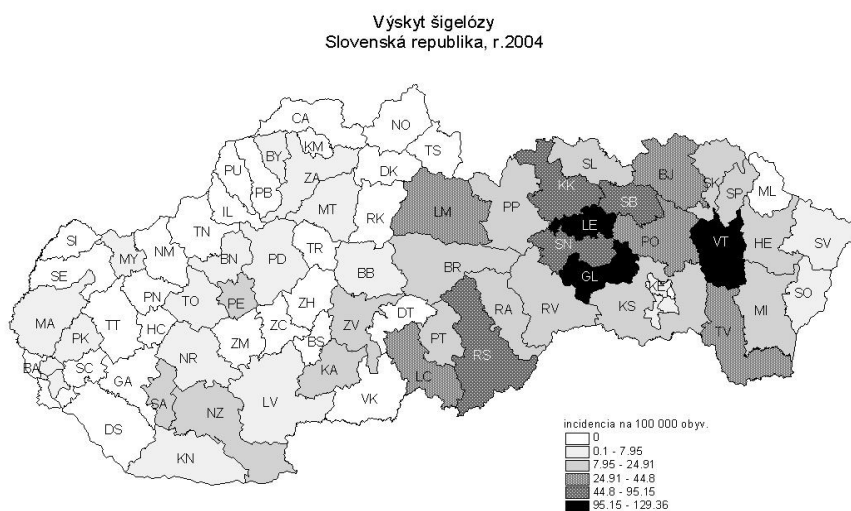 Výskyt šigelózy
Slovenská republika, r.2004
CA
NO
TS
KM
BY
PU
PB
ZA
DK
SL
BJ
SK
SP
ML
KK
SB
IL
MT
RK
LM
PP
LE
TN
SN
PO
VT
HE
SV
SI
NM
MY
BN
PD
TR
BB
BR
GL
KE
SO
SE
PN
TO
PE
ZH
ZV
DT
RA
RV
KS
MI
MA
TT
HC
ZC
PK
ZM
BS
PT
TV
RS
NR
KA
LC
BA
SC
GA
SA
NZ
LV
VK
DS
KN
incidencia na 100 000 obyv.
0
0.1 - 7.95
7.95 - 24.91
24.91 - 44.8
44.8 - 95.15
95.15 - 129.36